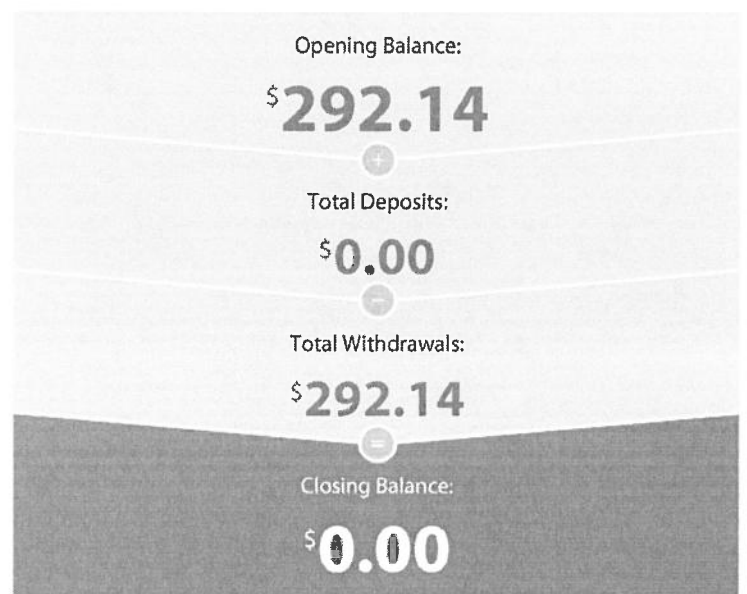 Opening Balance:
$292.14
+
Total Deposits:
$0.00
−
Total Withdrawals:
$292.14
=
Closing Balance:
$0.00